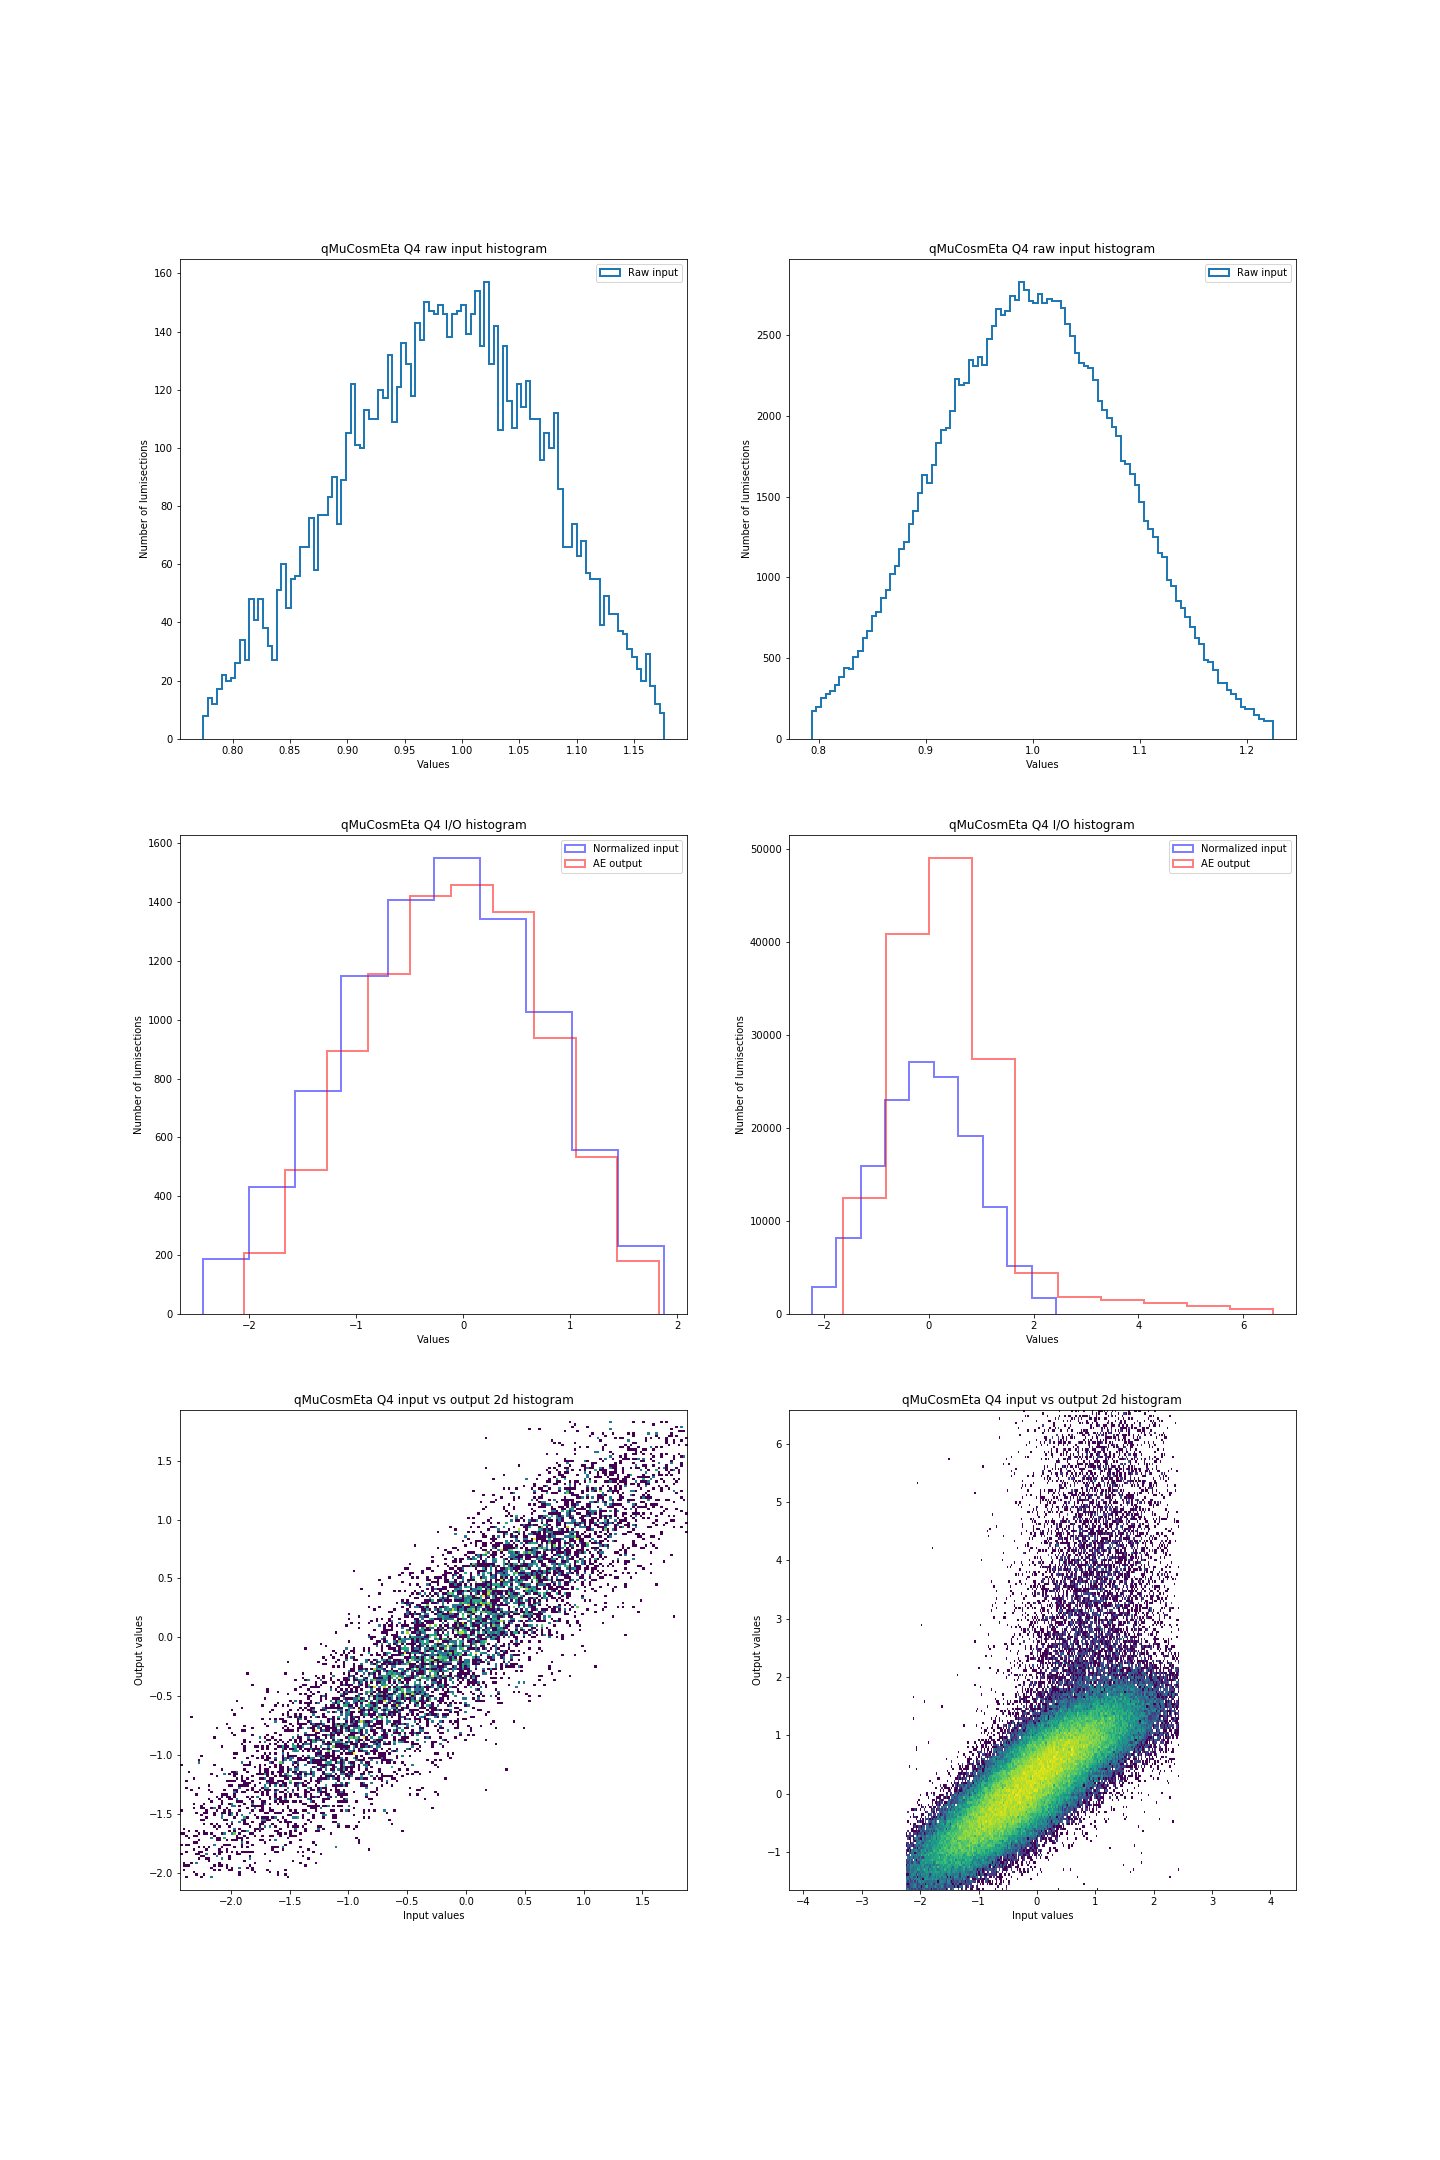 qMuCosmEta Q4 raw input histogram
Raw input
160
140
120
100
80
60
40
20
0
Number of lumisections
0.80 0.85 0.90 0.95 1.00 1.05 1.10 1.15
Values
qMuCosmEta Q4 raw input histogram
Raw input
2500
2000
1500
1000
500
0
Number of lumisections
0.8 0.9 1.0 1.1 1.2
Values
qMuCosmEta Q4 I/O histogram
Normalized input
AE output
1600
1400
1200
1000
800
600
400
200
0
Number of lumisections
−2 −1 0 1 2
Values
qMuCosmEta Q4 I/O histogram
Normalized input
AE output
50000
40000
30000
20000
10000
0
Number of lumisections
−2 0 2 4 6
Values
qMuCosmEta Q4 input vs output 2d histogram
1.5
1.0
0.5
0.0
−0.5
−1.0
−1.5
−2.0
Output values
−2.0 −1.5 −1.0 −0.5 0.0 0.5 1.0 1.5
Input values
qMuCosmEta Q4 input vs output 2d histogram
6
5
4
3
2
1
0
−1
Output values
−4 −3 −2 −1 0 1 2 3 4
Input values